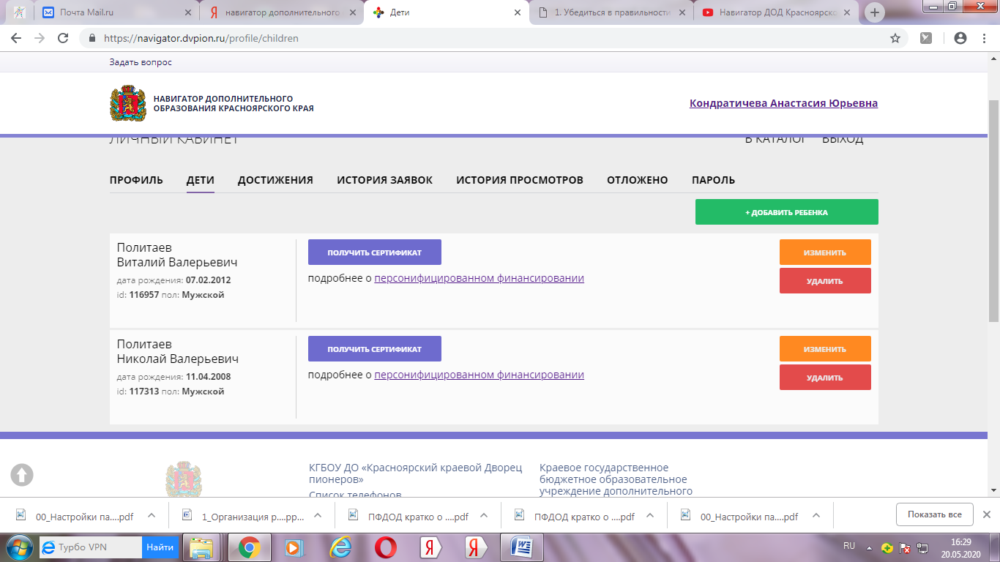 Почта Mail.ru
навигатор дополнительного
Дети
1. Убедиться в правильности
Навигатор ДОД Красноярско
https://navigator.dvpion.ru/profile/children
Задать вопрос
НАВИГАТОР ДОПОЛНИТЕЛЬНОГО
ОБРАЗОВАНИЯ КРАСНОЯРСКОГО КРАЯ
Кондратичева Анастасия Юрьевна
ЛИЧНЫЙ КАБИНЕТ
В КАТАЛОГ ВЫХОД
ПРОФИЛЬ ДЕТИ ДОСТИЖЕНИЯ ИСТОРИЯ ЗАЯВОК ИСТОРИЯ ПРОСМОТРОВ ОТЛОЖЕНО ПАРОЛЬ
+ ДОБАВИТЬ РЕБЕНКА
Политаев
Виталий Валерьевич
дата рождения: 07.02.2012
id: 116957 пол: Мужской
ПОЛУЧИТЬ СЕРТИФИКАТ
подробнее о персонифицированном финансировании
ИЗМЕНИТЬ
УДАЛИТЬ
Политаев
Николай Валерьевич
дата рождения: 11.04.2008
id: 117313 пол: Мужской
ПОЛУЧИТЬ СЕРТИФИКАТ
подробнее о персонифицированном финансировании
ИЗМЕНИТЬ
УДАЛИТЬ
КГБОУ ДО «Красноярский краевой Дворец
пионеров»
Список телефонов
Краевое государственное
бюджетное образовательное
учреждение дополнительного
00_Настройки па....pdf
1_Организация р....pp...
ПФДОД кратко о ....pdf
ПФДОД кратко о ....pdf
00_Настройки па....pdf
Показать все
Турбо VPN
Найти
RU
16:29
20.05.2020